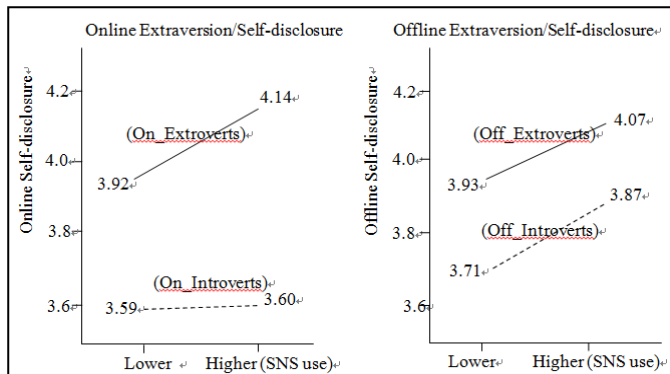 Online Extraversion/Self-disclosure
Online Self-disclosure
4.2
4.0
3.8
3.6
4.14
(On_Extroverts)
3.92
(On_Introverts)
3.59
3.60
Lower Higher (SNS use)
Offline Extraversion/Self-disclosure
Offline Self-disclosure
4.2
4.0
3.8
3.6
4.07
(Off_Extroverts)
3.93
3.87
(Off_Introverts)
3.71
Lower Higher (SNS use)